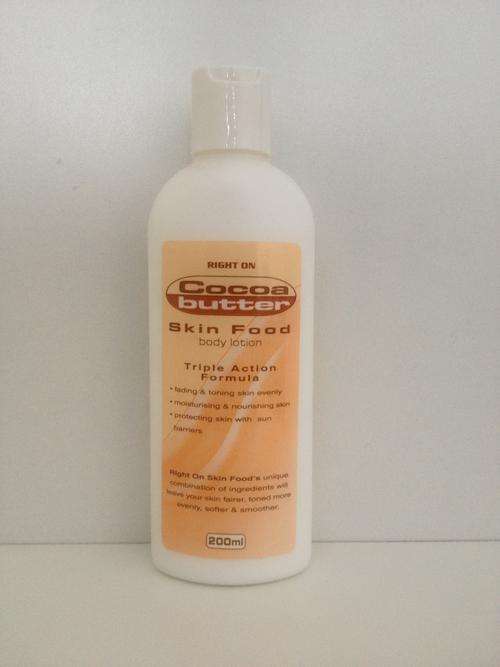 RIGHT ON
Cocoa
butter
Skin Food
body lotion
Triple Action
Formula
• fading & toning skin evenly
• moisturising & nourishing skin
• protecting skin with sun
barriers
Right On Skin Food's unique
combination of ingredients will
leave your skin fairer, toned more
evenly, softer & smoother.
200ml